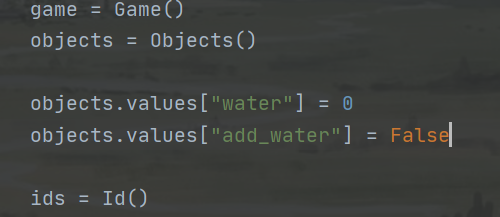 game = Game()
objects = Objects()
objects.values["water"] = 0
objects.values["add_water"] = False
ids = Id()